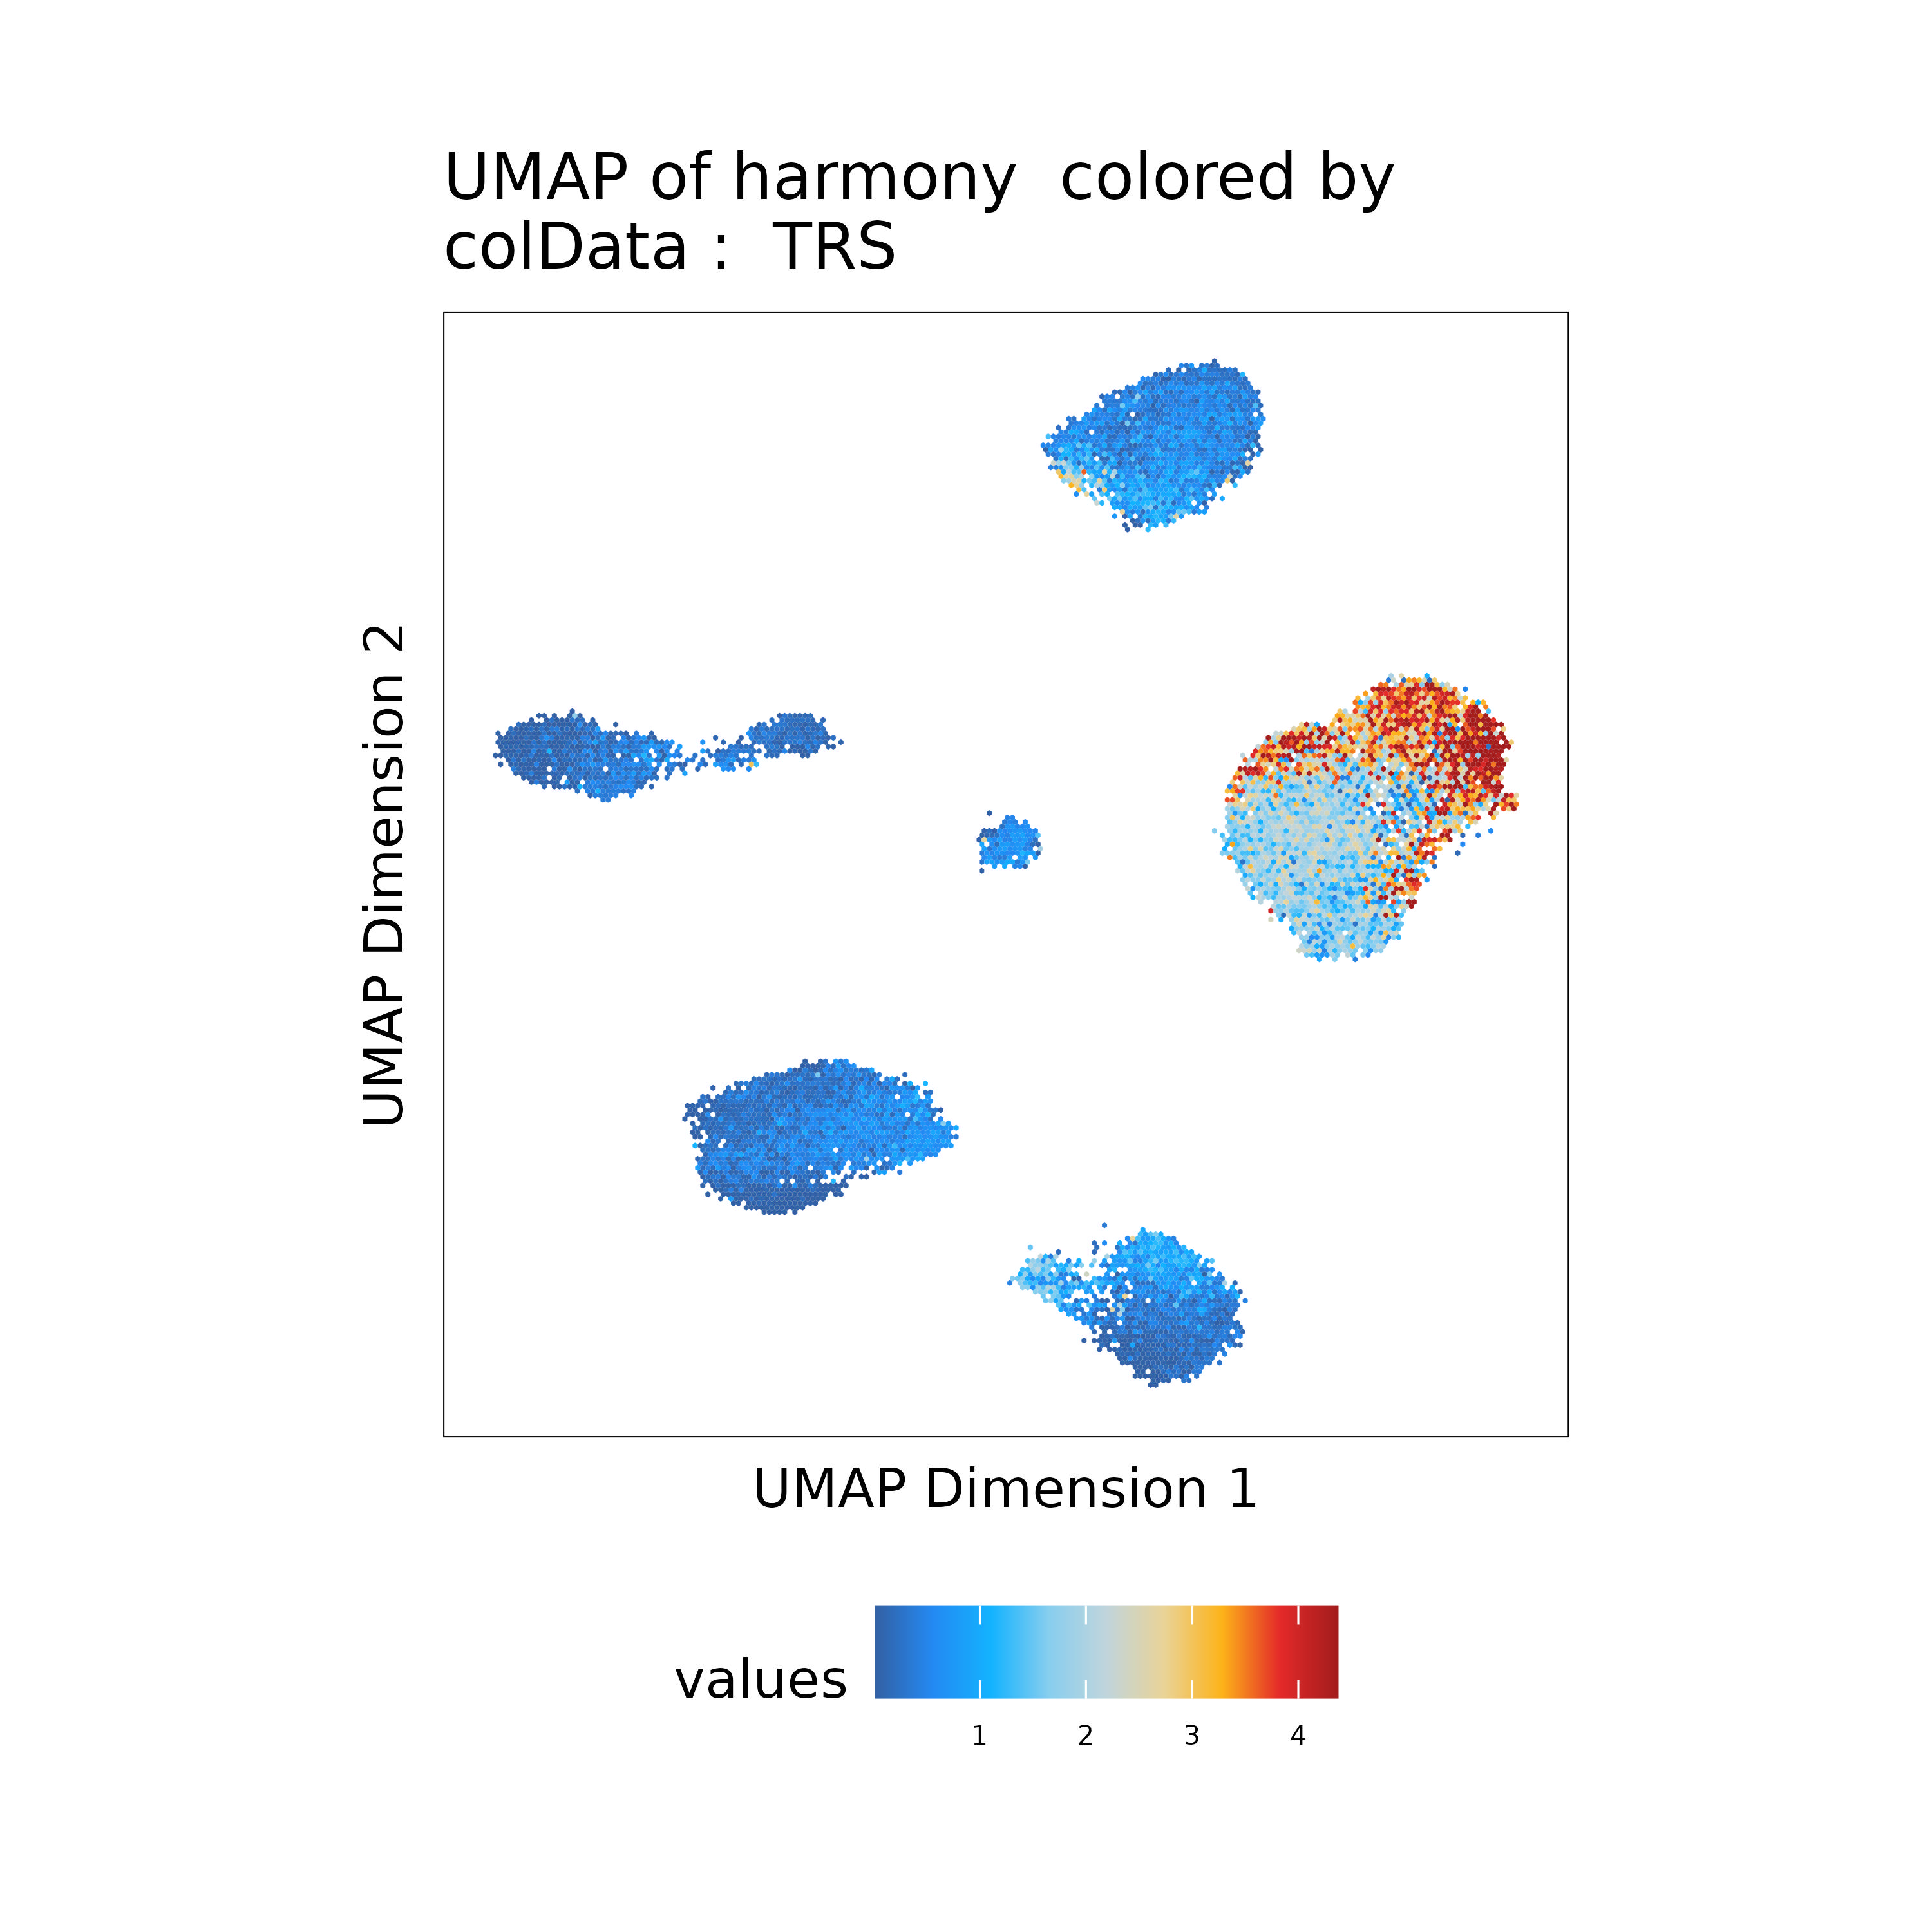 UMAP of harmony  colored by
colData :  TRS
UMAP Dimension 2
UMAP Dimension 1
values
1 2 3 4